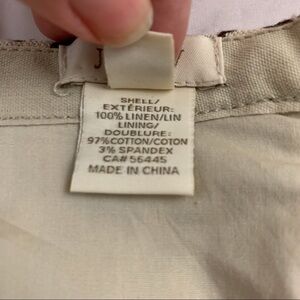 SHELL/
EXTÉRIEUR:
100% LINEN/LIN
LINING/
DOUBLURE:
97% COTTON/COTON
3% SPANDEX
CA# 56445
MADE IN CHINA